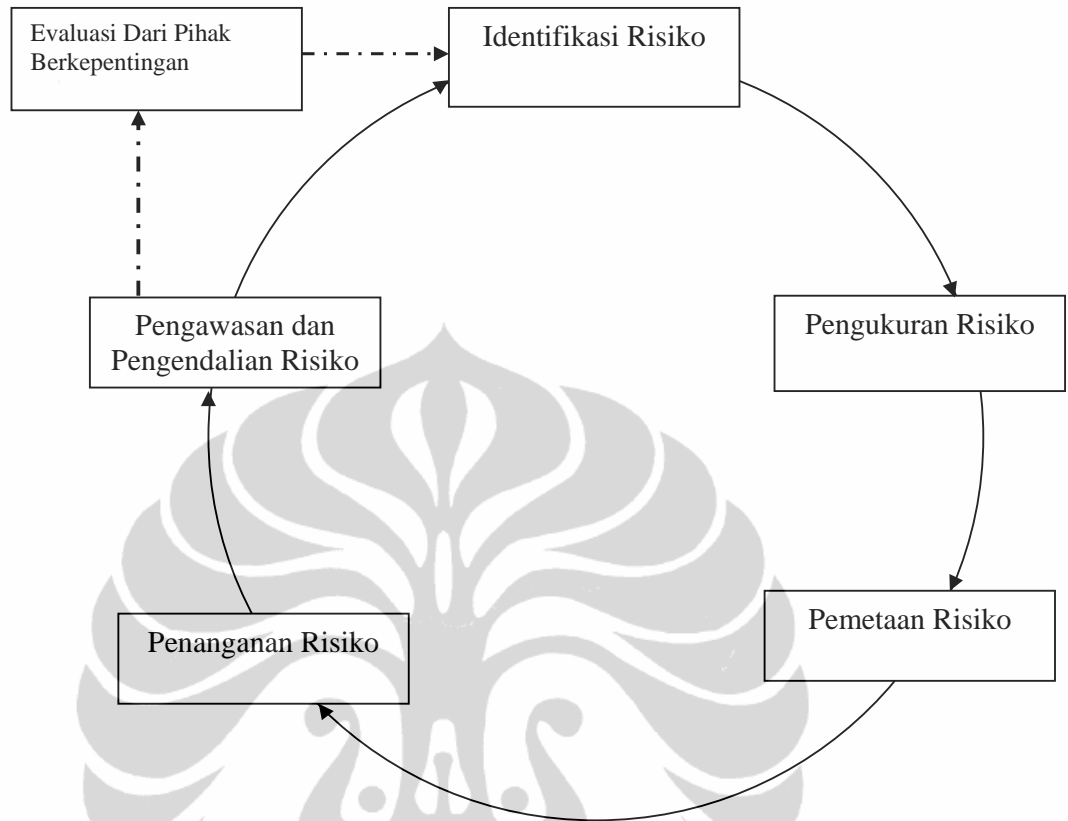 Evaluasi Dari Pihak
Berkepentingan
Identifikasi Risiko
Pengukuran Risiko
Pemetaan Risiko
Penanganan Risiko
Pengawasan dan
Pengendalian Risiko